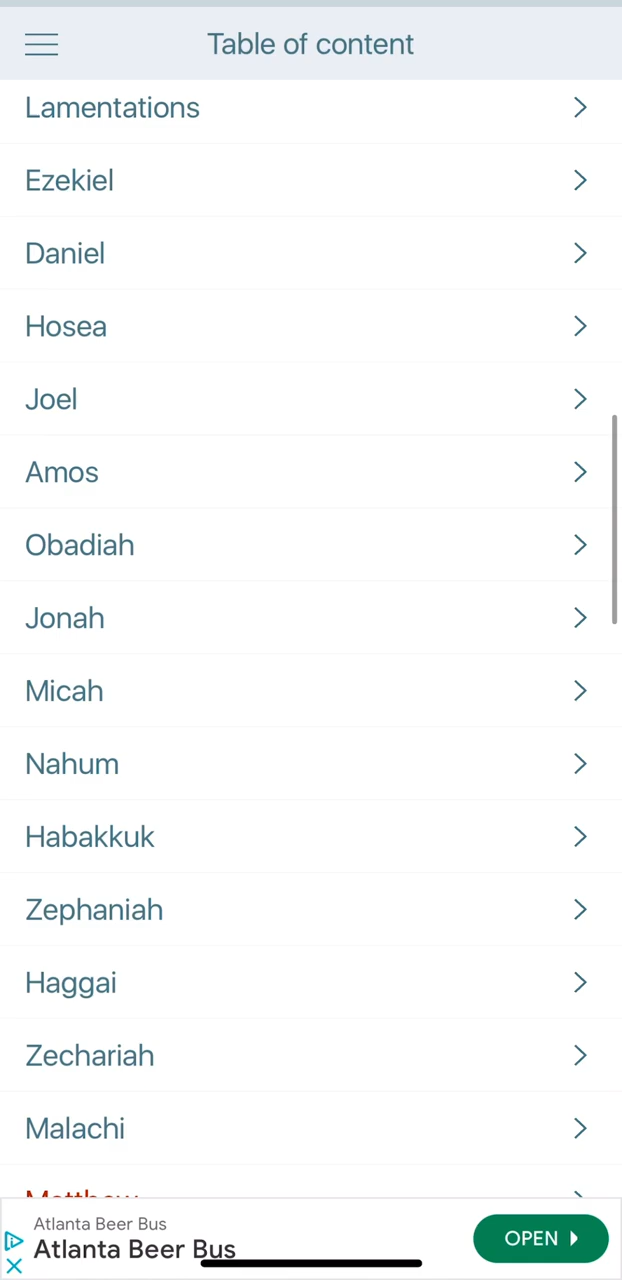 Table of content
Lamentations
Ezekiel
Daniel
Hosea
Joel
Amos
Obadiah
Jonah
Micah
Nahum
Habakkuk
Zephaniah
Haggai
Zechariah
Malachi
Matthew
Atlanta Beer Bus
Atlanta Beer Bus
OPEN